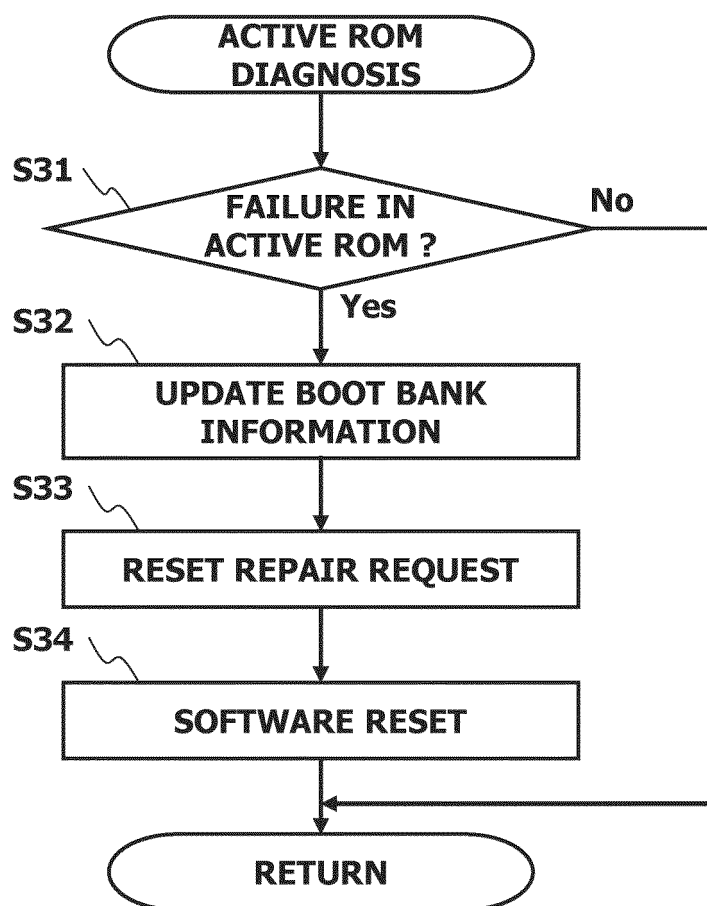 ACTIVE ROM
DIAGNOSIS
S31
FAILURE IN
ACTIVE ROM ?
No
Yes
S32
UPDATE BOOT BANK
INFORMATION
S33
RESET REPAIR REQUEST
S34
SOFTWARE RESET
RETURN